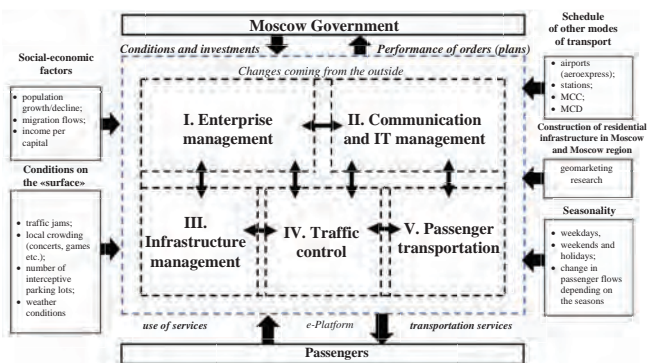 Moscow Government
Conditions and investments
Performance of orders (plans)
Changes coming from the outside
Social-economic
factors
• population
growth/decline;
• migration flows;
• income per
capital
Conditions on
the «surface»
• traffic jams;
• local crowding
(concerts, games
etc.);
• number of
interceptive
parking lots;
• weather
conditions
I. Enterprise
management
II. Communication
and IT management
III.
Infrastructure
management
IV. Traffic
control
V. Passenger
transportation
Schedule
of other modes
of transport
• airports
(aeroexpress);
• stations;
• MCC;
• MCD
Construction of residential
infrastructure in Moscow
and Moscow region
geomarketing
research
Seasonality
• weekdays,
• weekends and
holidays;
• change in
passenger flows
depending on
the seasons
use of services
e-Platform
transportation services
Passengers